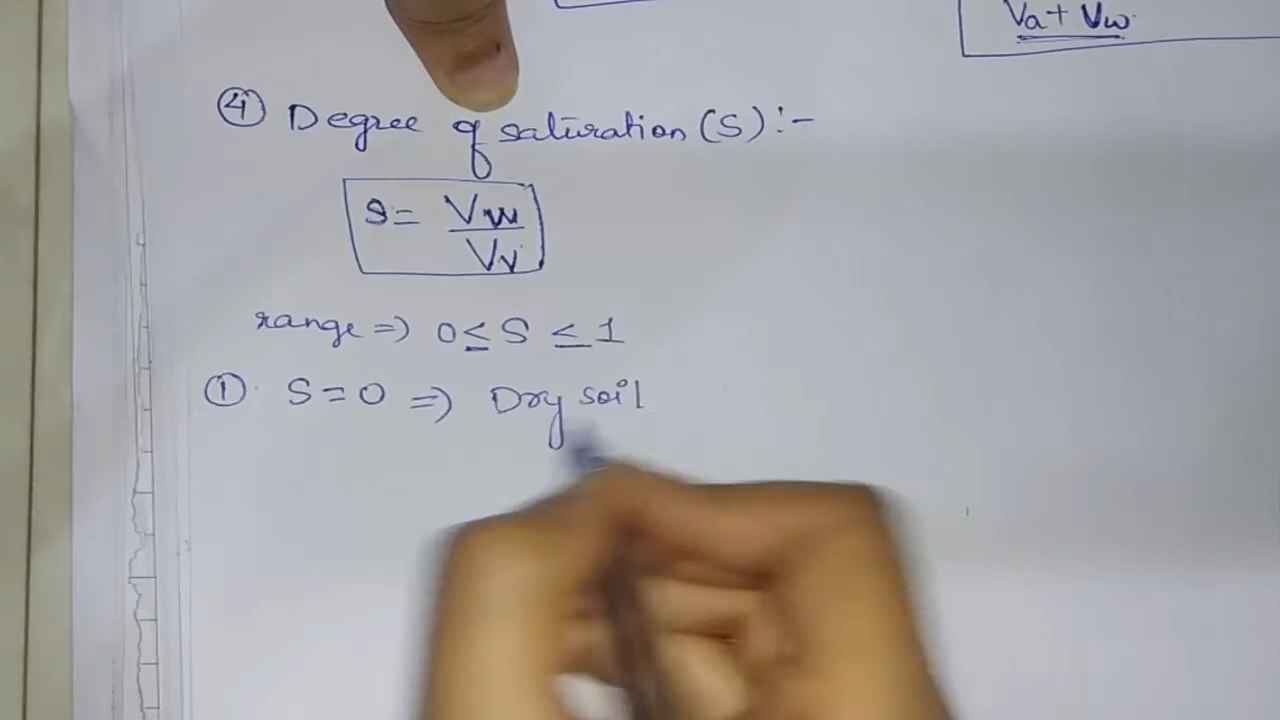 Va + Vw
④ Degree of saturation (S) :-
S = Vw
Vv
range => 0 ≤ S ≤ 1
① S = 0 => Dry soil